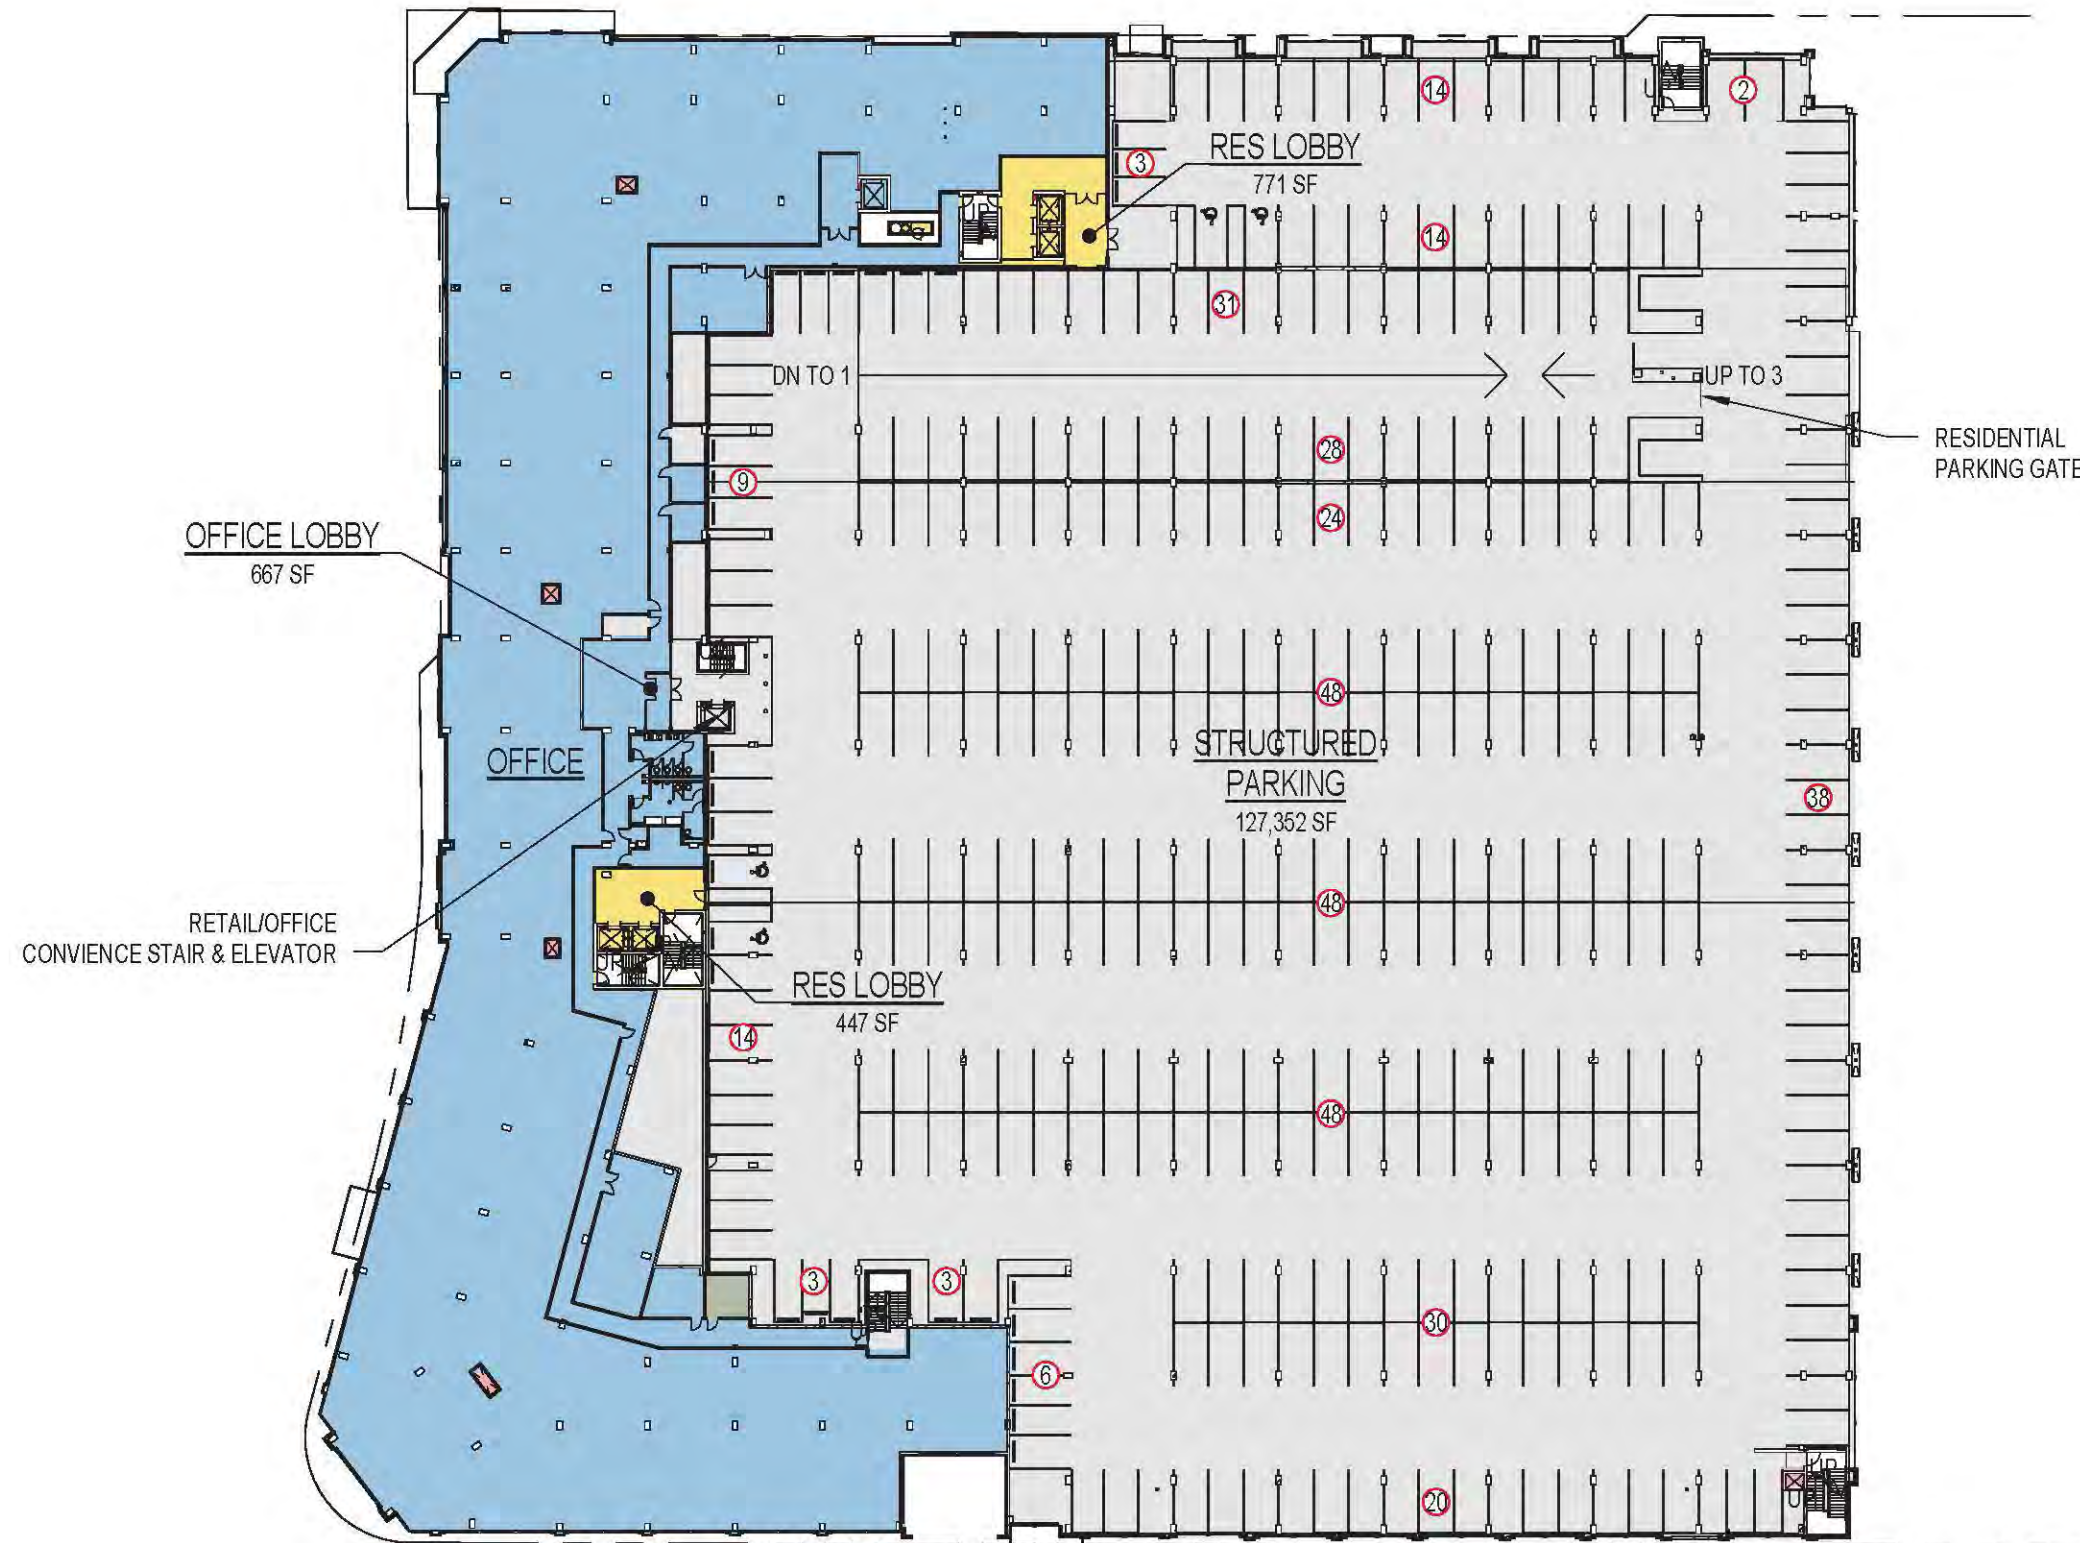 14
2
3
RES LOBBY
771 SF
14
31
DN TO 1
UP TO 3
28
RESIDENTIAL
PARKING GATE
9
24
OFFICE LOBBY
667 SF
48
OFFICE
STRUCTURED
PARKING
127,352 SF
38
48
RETAIL/OFFICE
CONVIENCE STAIR & ELEVATOR
RES LOBBY
447 SF
14
48
3
3
30
6
20